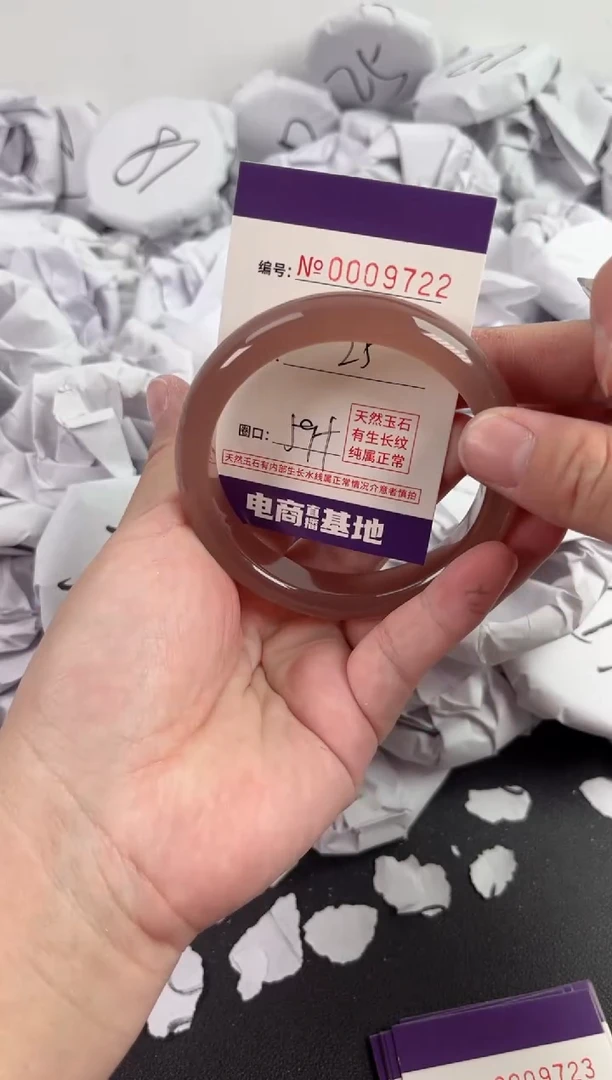 25
8
编号: №0009722
25
圈口:
天然玉石
有生长纹
纯属正常
天然玉石有内部生长水线属正常情况介意者慎拍
电商直播基地
0009723